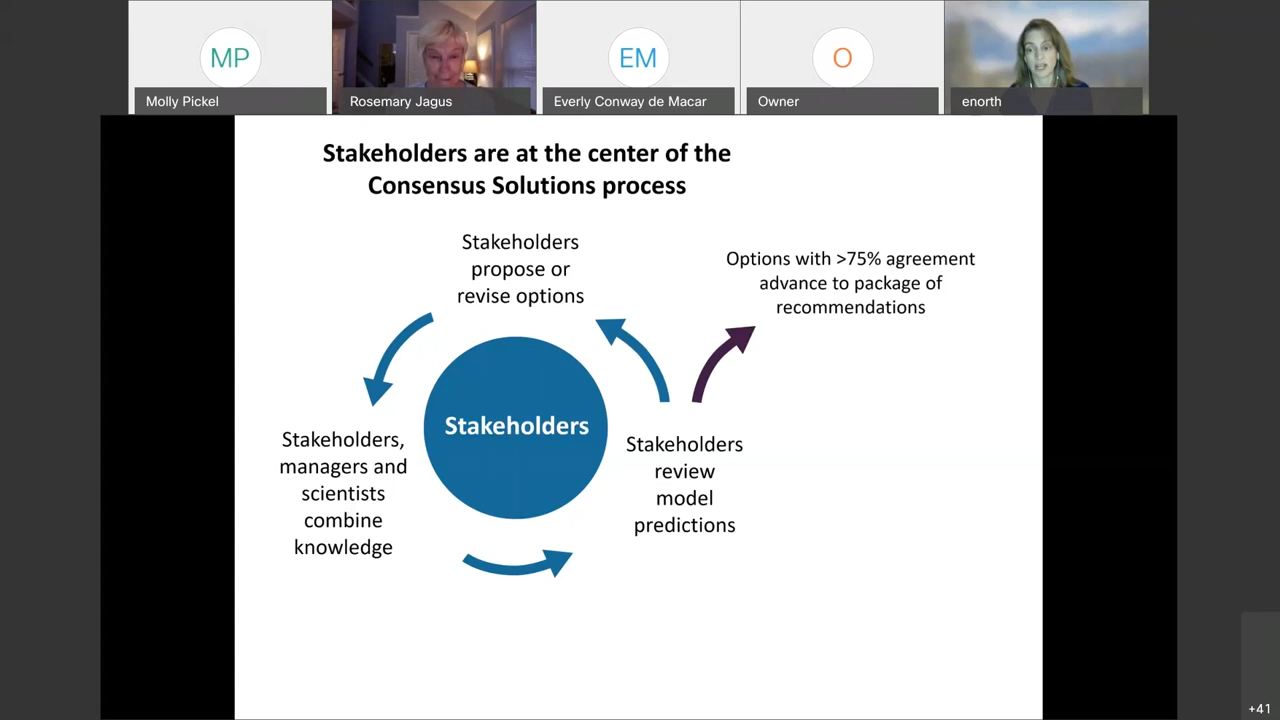 MP
EM
O
Molly Pickel
Rosemary Jagus
Everly Conway de Macar
Owner
enorth
Stakeholders are at the center of the
Consensus Solutions process
Stakeholders
propose or
revise options
Options with >75% agreement
advance to package of
recommendations
Stakeholders
Stakeholders,
managers and
scientists
combine
knowledge
Stakeholders
review
model
predictions
+41